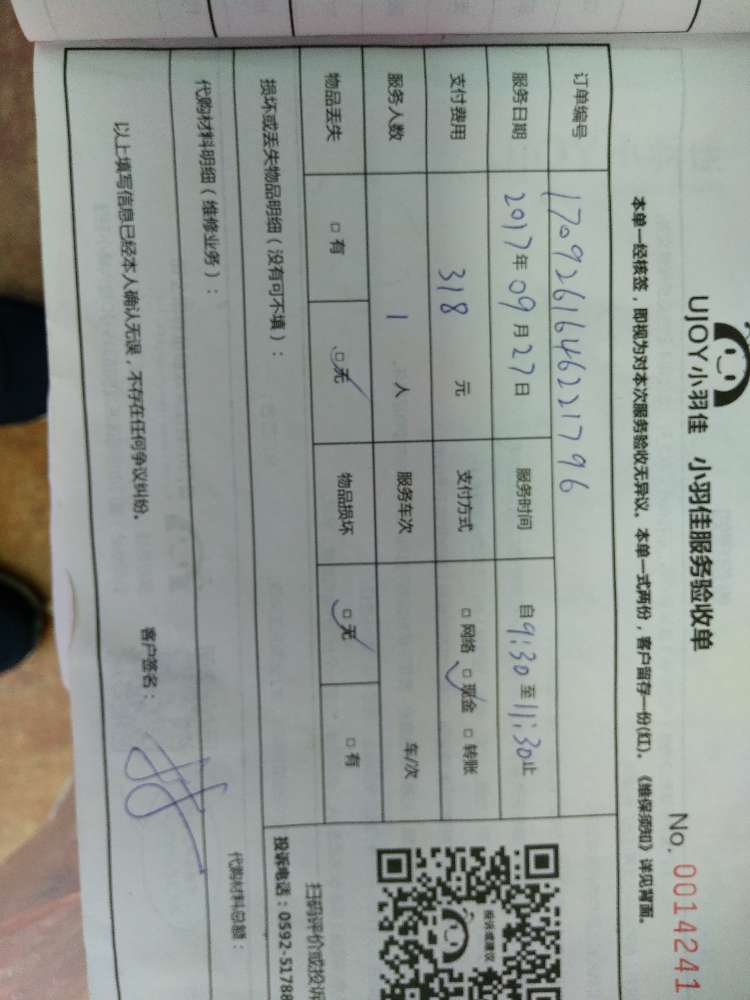 UJOY小羽佳 小羽佳服务验收单
No. 0014241
本单一经核签，即视为对本次服务验收无异议。本单一式两份，客户留存一份(红)。《维保须知》详见背面。
订单编号 17092616462217 96
服务日期 2017年09月27日 服务时间 自9:30至11:30止
支付费用 318 元 支付方式 □网络 □现金 □转账
服务人数 1 人 服务车次 车/次
物品丢失 □有 □无 物品损坏 □无 □有
损坏或丢失物品明细（没有可不填）：
代购材料明细（维修业务）：
代购材料总额：
以上填写信息已经本人确认无误，不存在任何争议纠纷。
客户签名：
投诉或建议
扫码评价或投诉
投诉电话：0592-51788